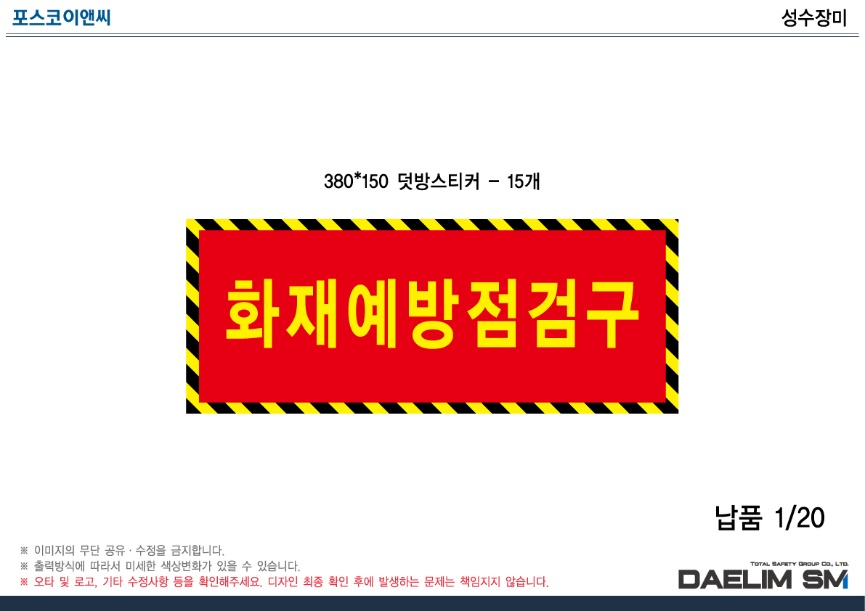 포스코이앤씨 성수장미
380*150 덧방스티커 - 15개
화재예방점검구
납품 1/20
※ 이미지의 무단 공유·수정을 금지합니다.
※ 출력방식에 따라서 미세한 색상변화가 있을 수 있습니다.
※ 오타 및 로고, 기타 수정사항 등을 확인해주세요. 디자인 최종 확인 후에 발생하는 문제는 책임지지 않습니다.
TOTAL SAFETY GROUP CO., LTD.
DAELIM SM